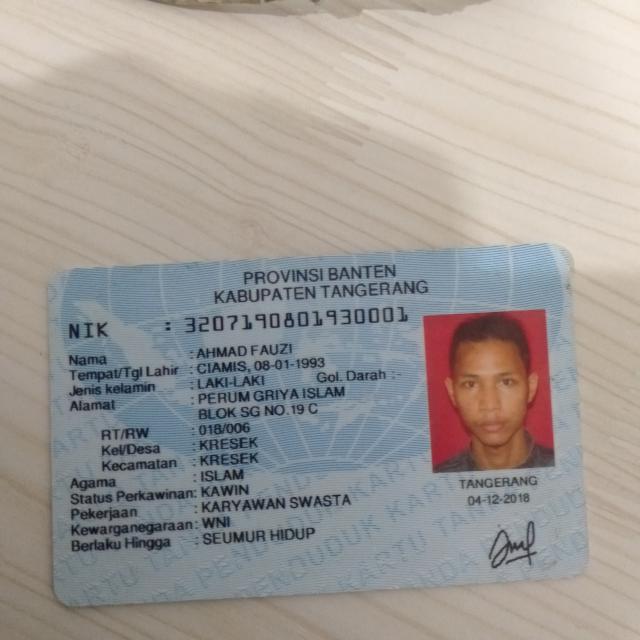 PROVINSI BANTEN
KABUPATEN TANGERANG
NIK : 3207190801930001
Nama : AHMAD FAUZI
Tempat/Tgl Lahir : CIAMIS, 08-01-1993
Jenis kelamin : LAKI-LAKI Gol. Darah :-
Alamat : PERUM GRIYA ISLAM
BLOK SG NO.19 C
RT/RW : 018/006
Kel/Desa : KRESEK
Kecamatan : KRESEK
Agama : ISLAM
Status Perkawinan: KAWIN
Pekerjaan : KARYAWAN SWASTA
Kewarganegaraan: WNI
Berlaku Hingga : SEUMUR HIDUP
TANGERANG
04-12-2018